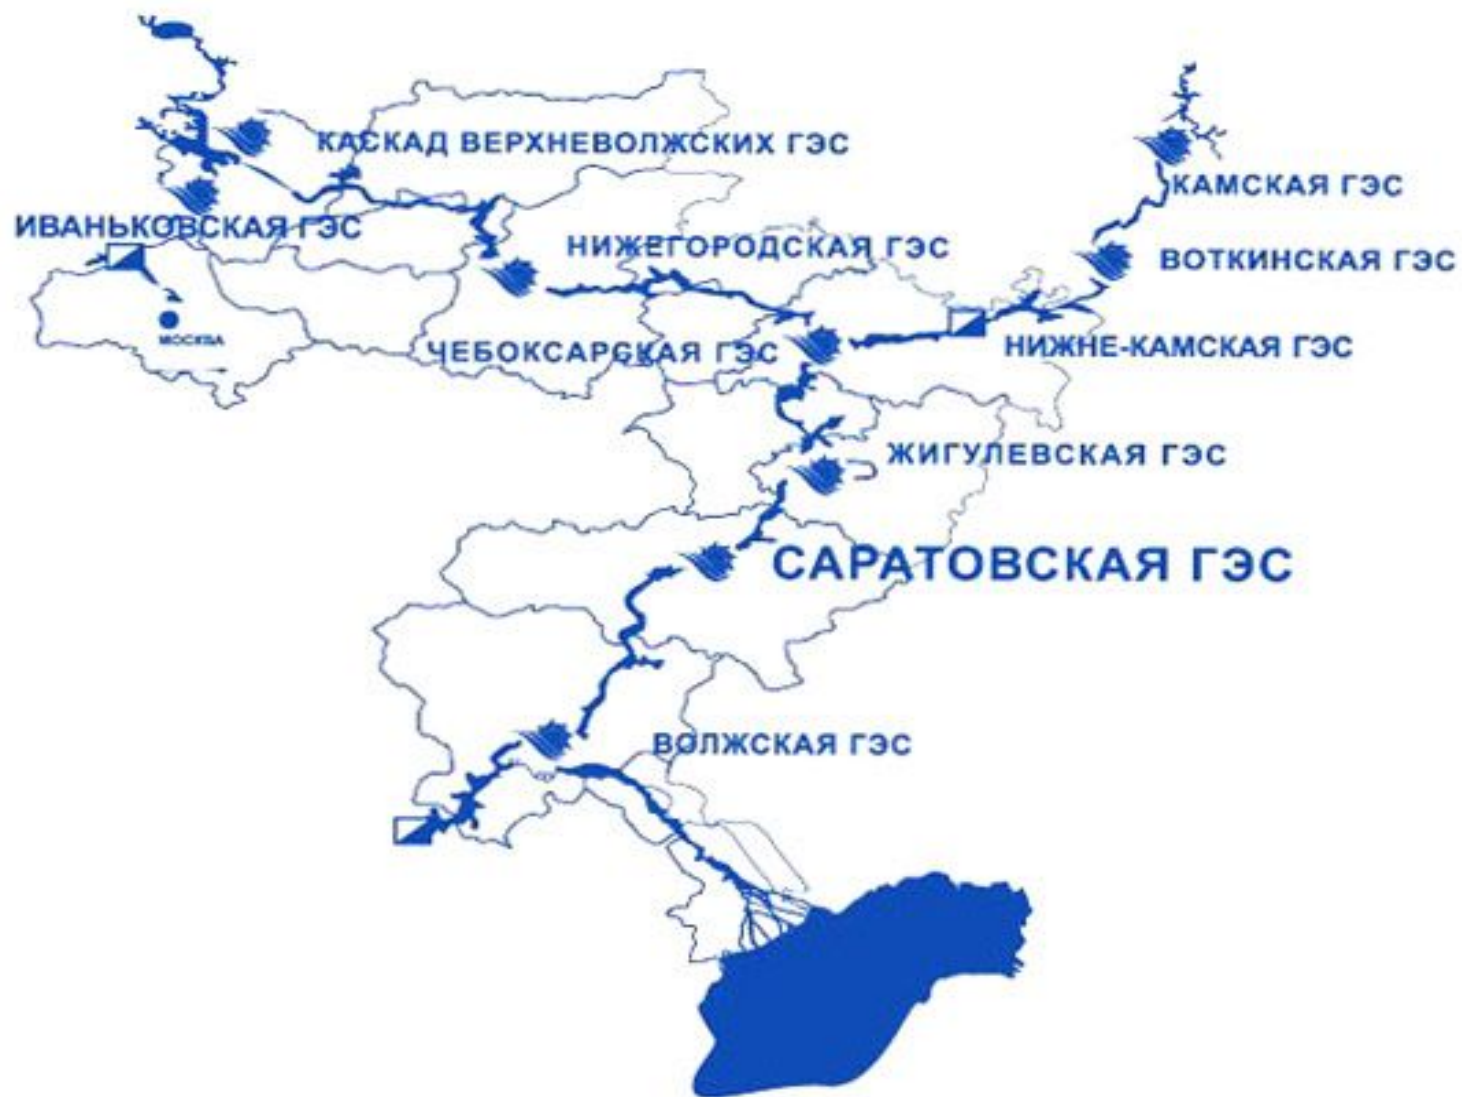 КАСКАД ВЕРХНЕВОЛЖСКИХ ГЭС
КАМСКАЯ ГЭС
ИВАНЬКОВСКАЯ ГЭС
НИЖЕГОРОДСКАЯ ГЭС
ВОТКИНСКАЯ ГЭС
МОСКВА
ЧЕБОКСАРСКАЯ ГЭС
НИЖНЕ-КАМСКАЯ ГЭС
ЖИГУЛЕВСКАЯ ГЭС
САРАТОВСКАЯ ГЭС
ВОЛЖСКАЯ ГЭС